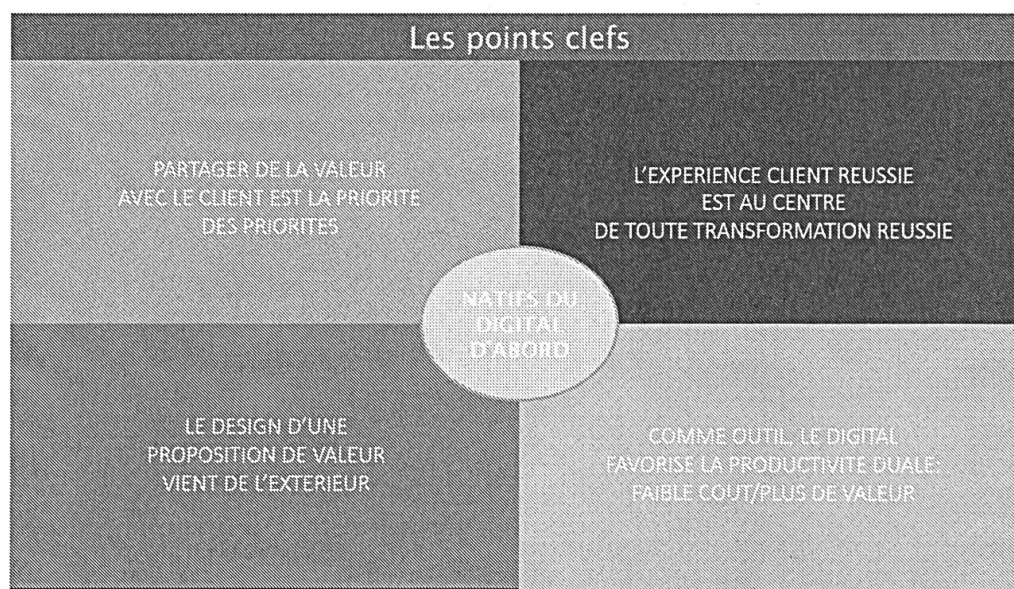 Les points clefs
PARTAGER DE LA VALEUR
AVEC LE CLIENT EST LA PRIORITE
DES PRIORITES
L'EXPERIENCE CLIENT REUSSIE
EST AU CENTRE
DE TOUTE TRANSFORMATION REUSSIE
NATIFS DU
DIGITAL
D'ABORD
LE DESIGN D'UNE
PROPOSITION DE VALEUR
VIENT DE L'EXTERIEUR
COMME OUTIL, LE DIGITAL
FAVORISE LA PRODUCTIVITE DUALE:
FAIBLE COUT/PLUS DE VALEUR